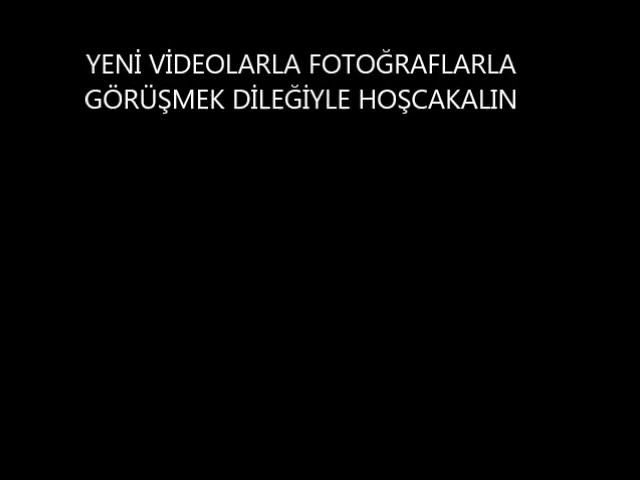 YENİ VİDEOLARLA FOTOĞRAFLARLA
GÖRÜŞMEK DİLEĞİYLE HOŞCAKALIN